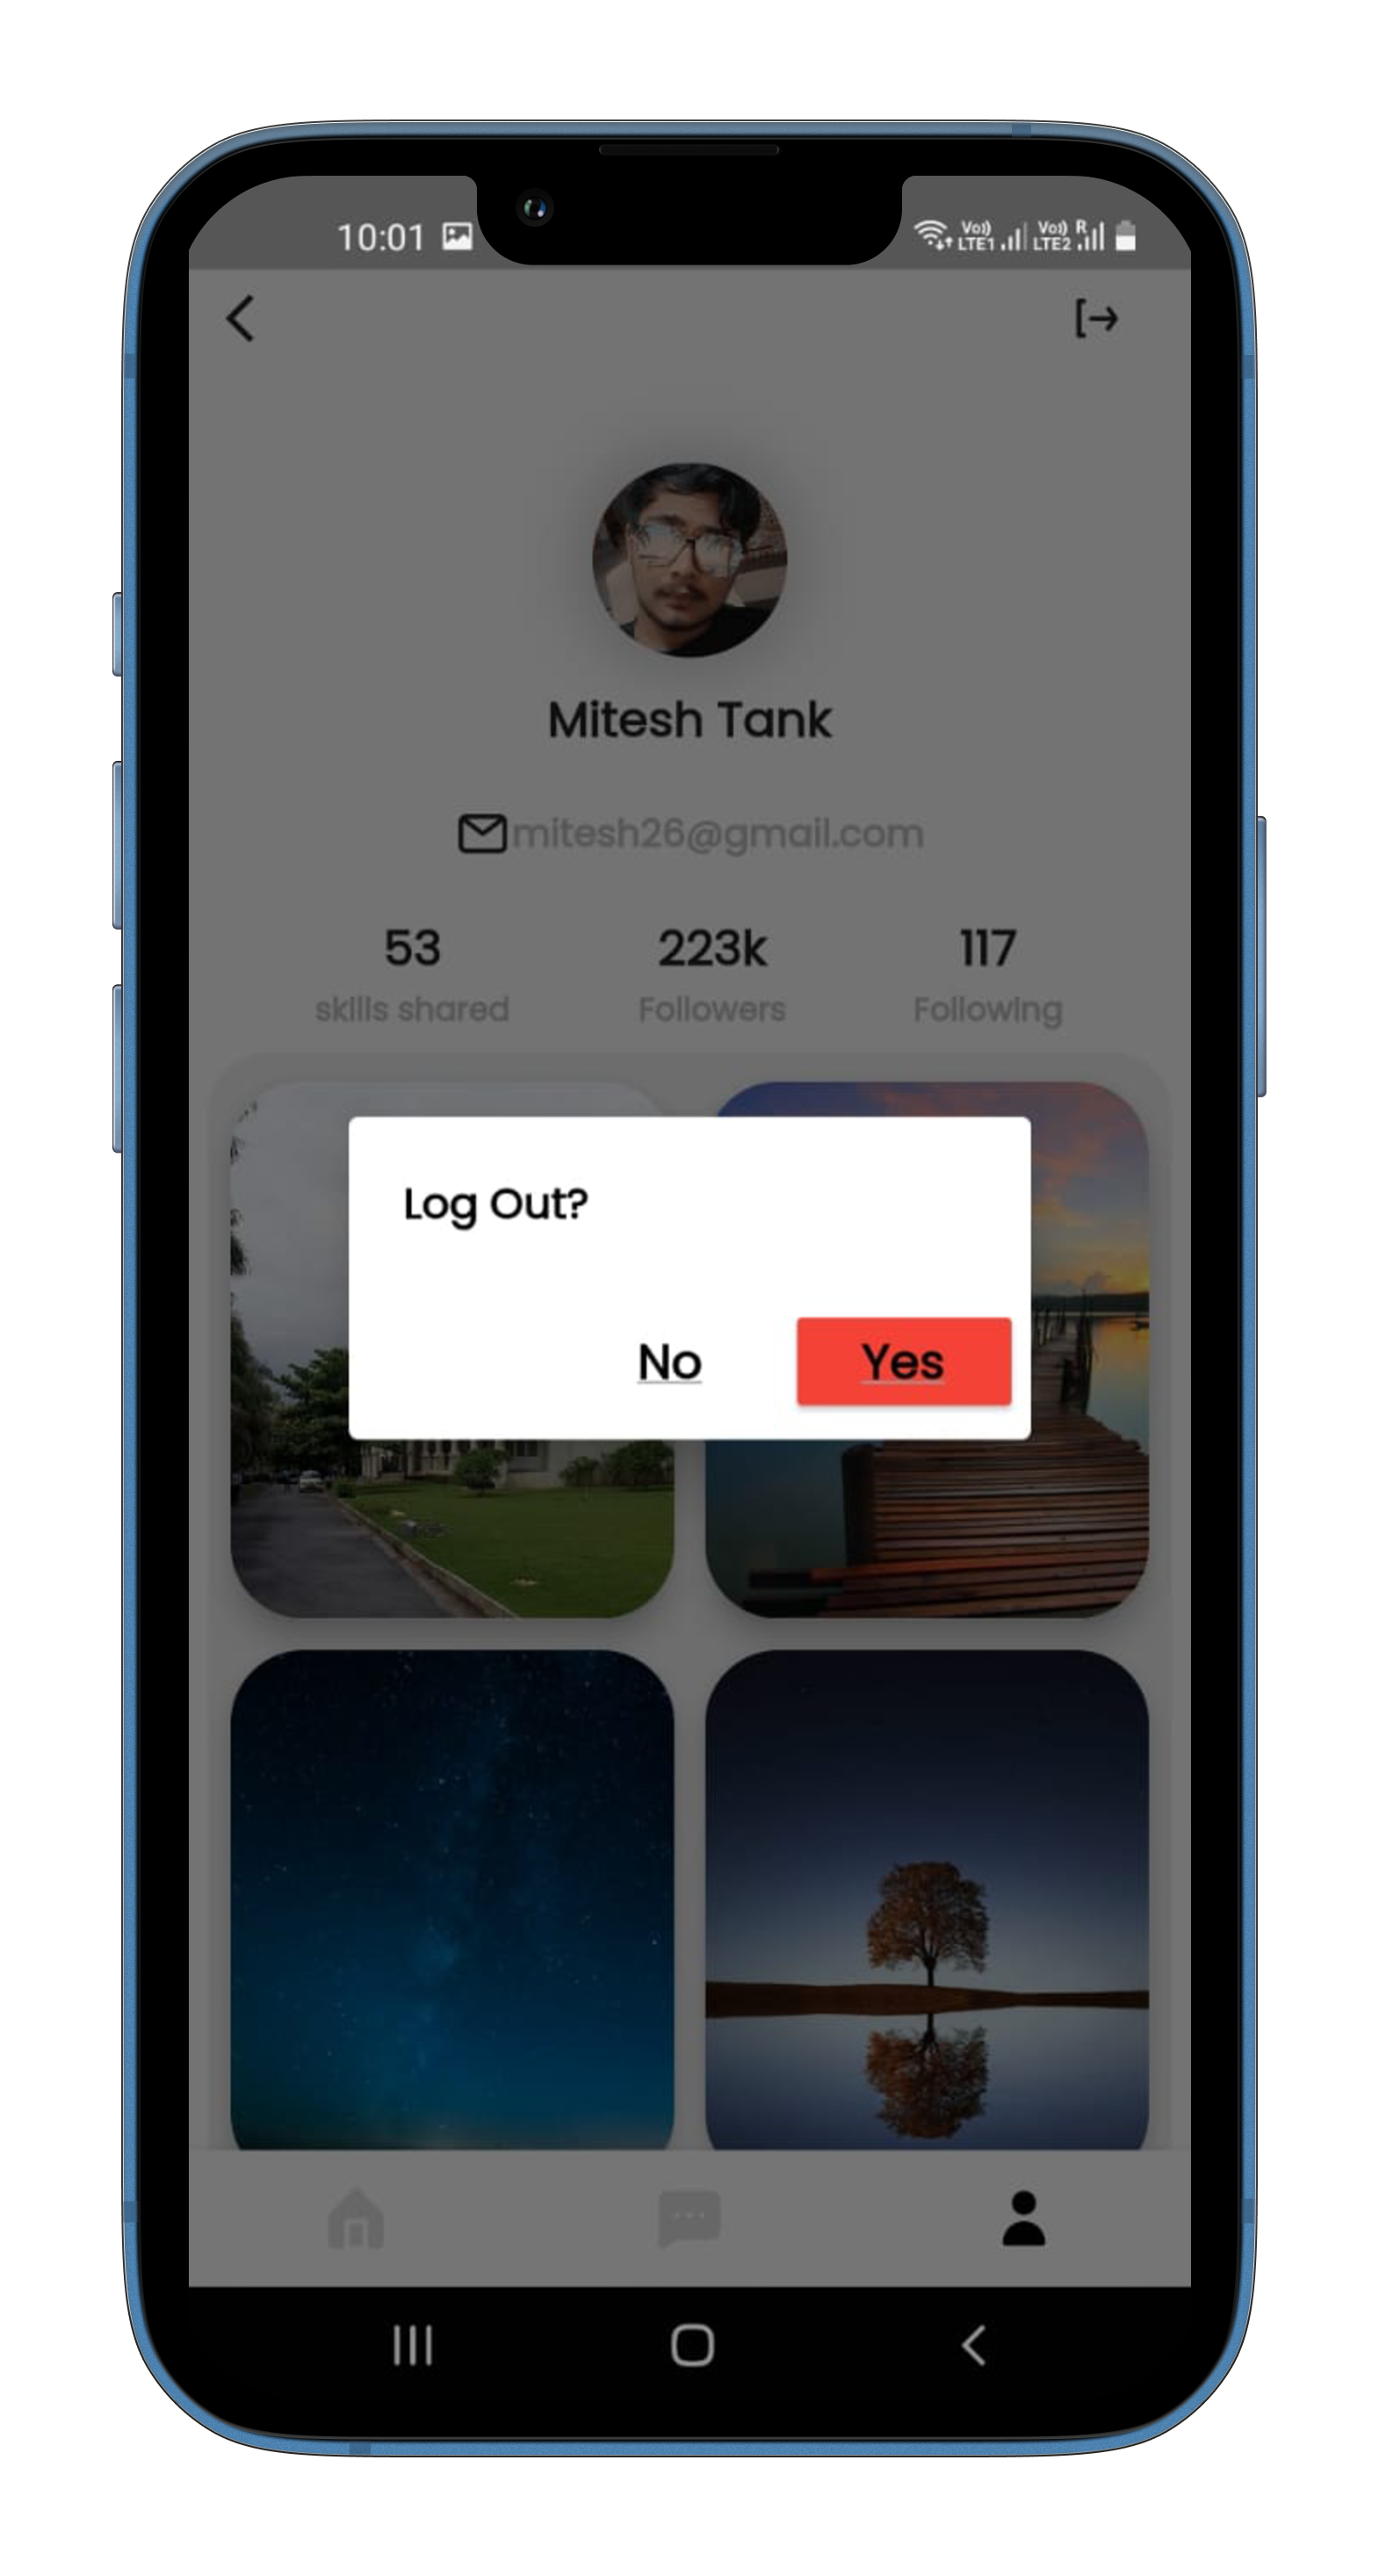 10:01 Vo)) LTE1 Vo)) LTE2 R
Mitesh Tank
mitesh26@gmail.com
53 223k 117
skills shared Followers Following
Log Out?
No Yes